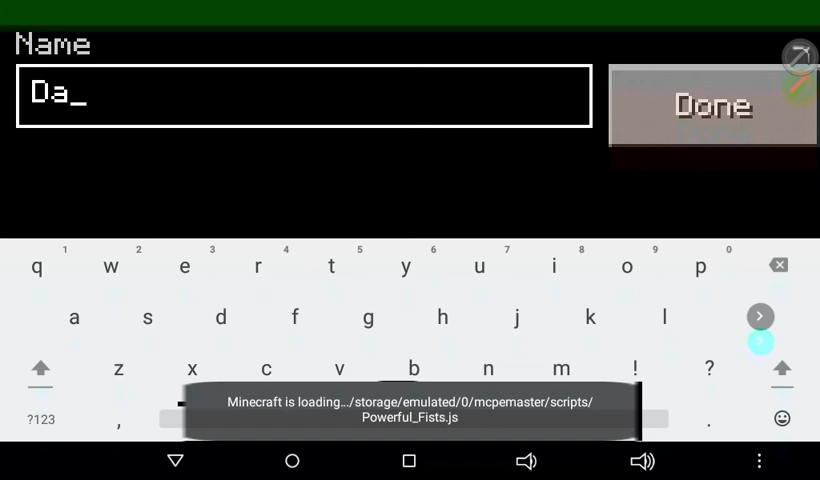 Name
Da_
Done
1 2 3 4 5 6 7 8 9 0
q w e r t y u i o p
a s d f g h j k l
z x c v b n m ! ?
Minecraft is loading.../storage/emulated/0/mcpemaster/scripts/
Powerful_Fists.js
?123 , .